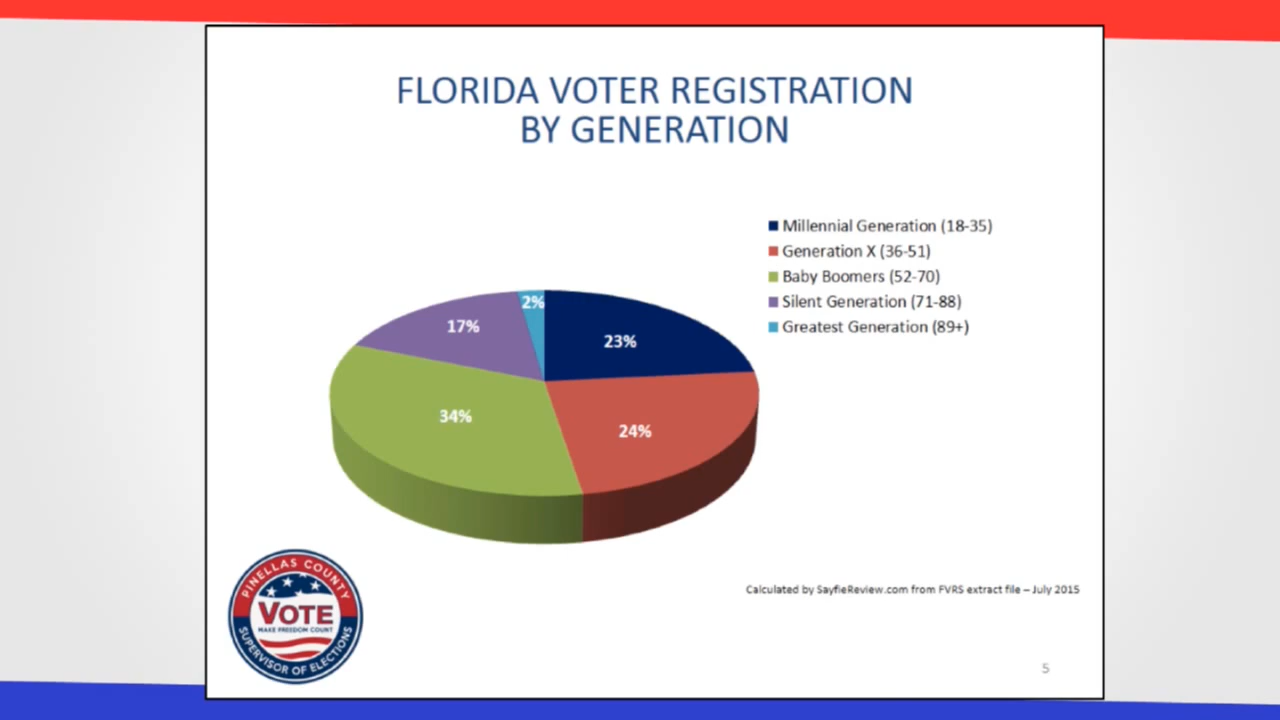 FLORIDA VOTER REGISTRATION
BY GENERATION
Millennial Generation (18-35)
Generation X (36-51)
Baby Boomers (52-70)
Silent Generation (71-88)
Greatest Generation (89+)
2%
17%
23%
34%
24%
PINELLAS COUNTY
VOTE
MAKE FREEDOM COUNT
SUPERVISOR OF ELECTIONS
Calculated by SayfieReview.com from FVRS extract file – July 2015
5